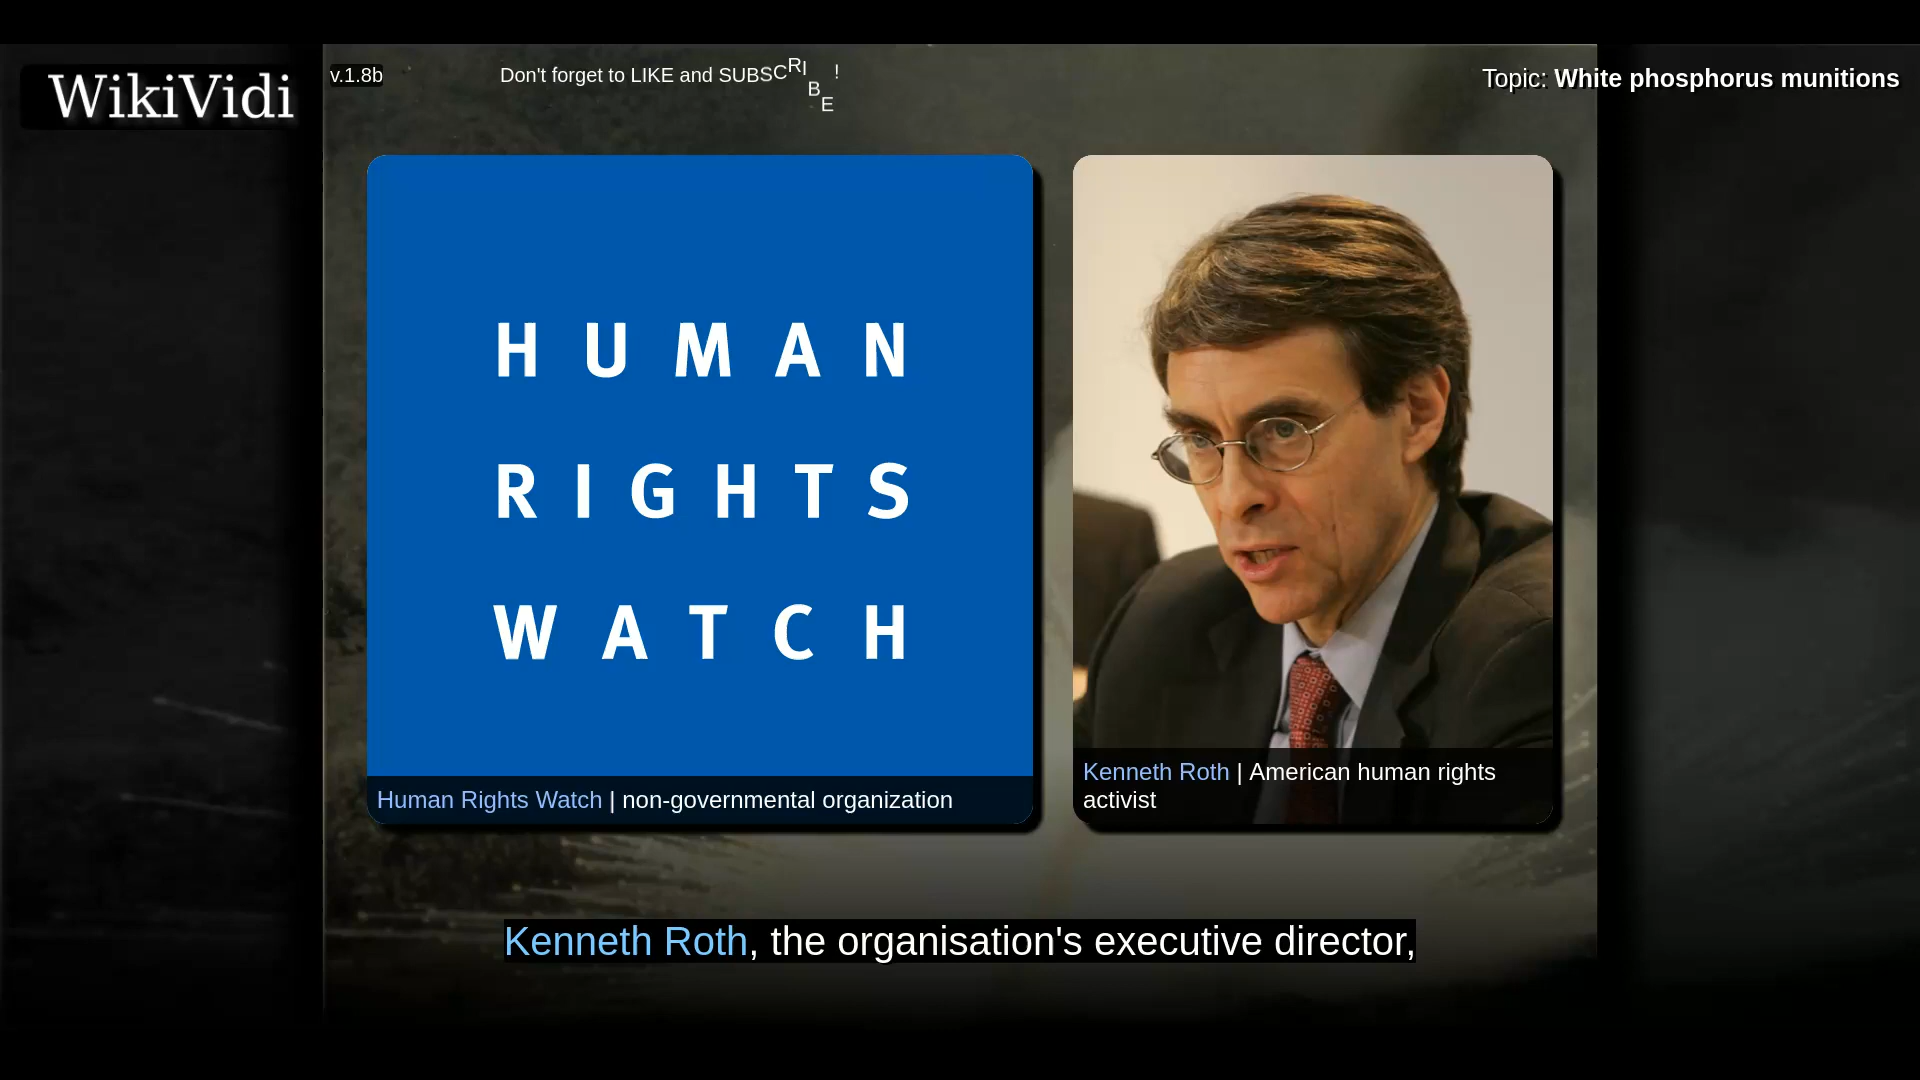 WikiVidi
v.1.8b
Don't forget to LIKE and SUBSCRIBE!
Topic: White phosphorus munitions
HUMAN
RIGHTS
WATCH
Human Rights Watch | non-governmental organization
Kenneth Roth | American human rights
activist
Kenneth Roth, the organisation's executive director,